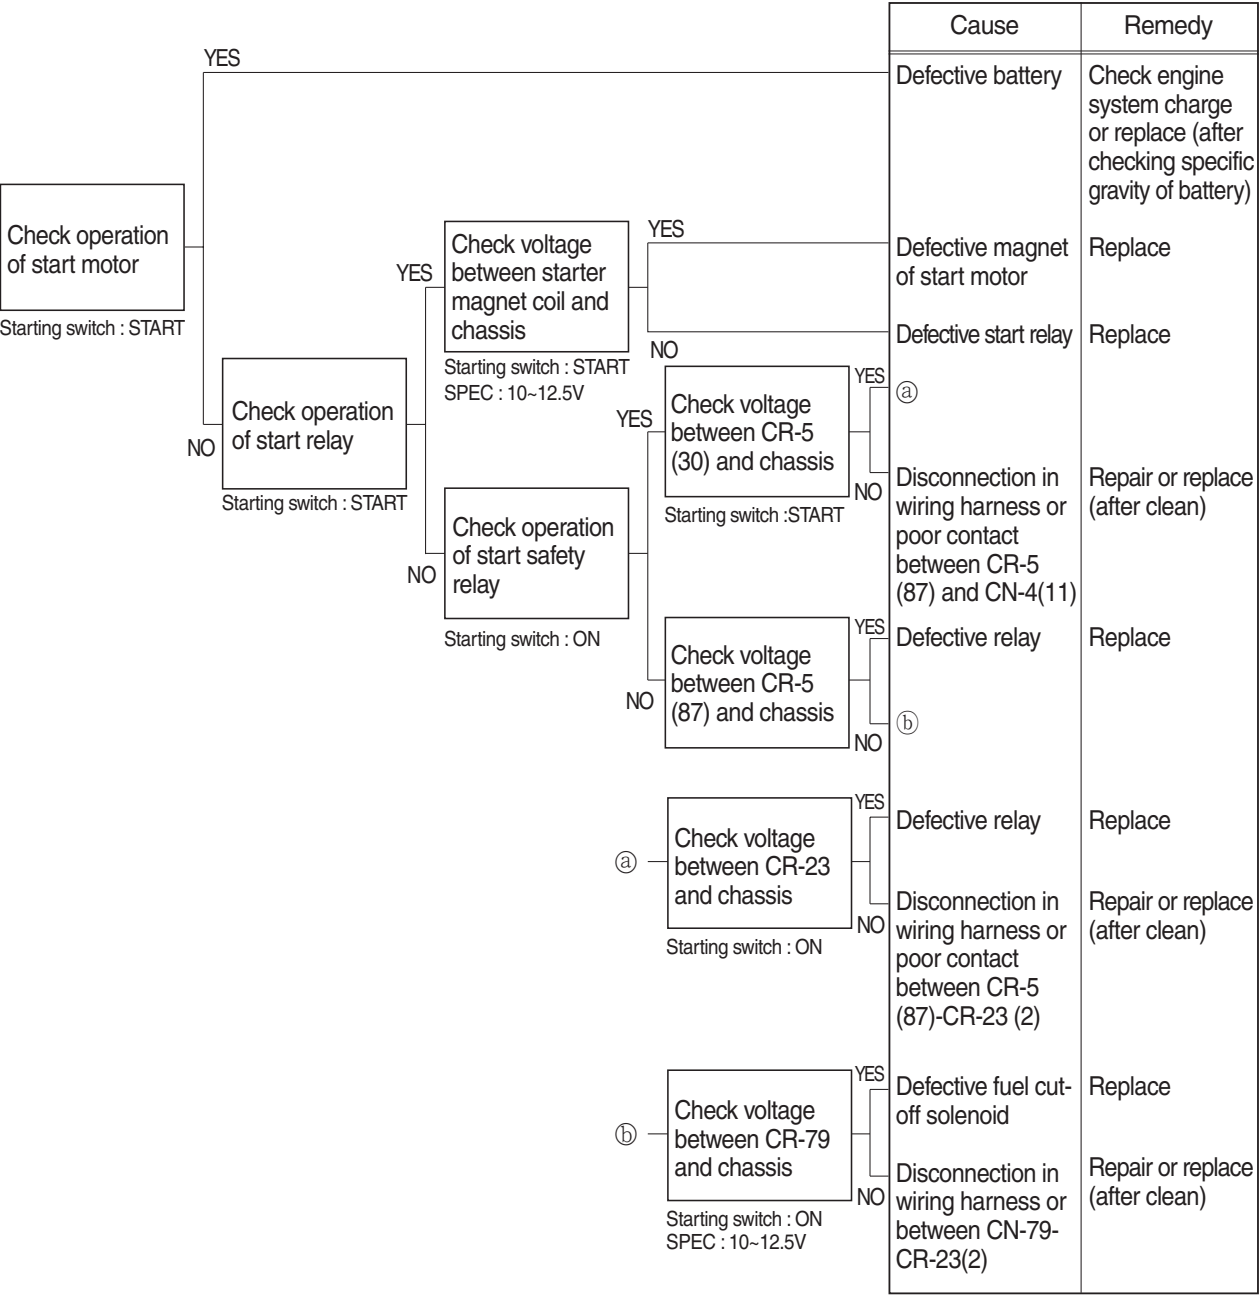 Cause
Remedy
YES
Defective battery
Check engine
system charge
or replace (after
checking specific
gravity of battery)
Check operation
of start motor
Starting switch : START
YES
Check voltage
between starter
magnet coil and
chassis
Starting switch : START
SPEC : 10~12.5V
YES
Defective magnet
of start motor
Replace
NO
Defective start relay
Replace
NO
Check operation
of start relay
Starting switch : START
NO
Check operation
of start safety
relay
Starting switch : ON
YES
Check voltage
between CR-5
(30) and chassis
Starting switch :START
YES
ⓐ
NO
Disconnection in
wiring harness or
poor contact
between CR-5
(87) and CN-4(11)
Repair or replace
(after clean)
NO
Check voltage
between CR-5
(87) and chassis
YES
Defective relay
Replace
NO
ⓑ
ⓐ
Check voltage
between CR-23
and chassis
Starting switch : ON
YES
Defective relay
Replace
NO
Disconnection in
wiring harness or
poor contact
between CR-5
(87)-CR-23 (2)
Repair or replace
(after clean)
ⓑ
Check voltage
between CR-79
and chassis
Starting switch : ON
SPEC : 10~12.5V
YES
Defective fuel cut-
off solenoid
Replace
NO
Disconnection in
wiring harness or
between CN-79-
CR-23(2)
Repair or replace
(after clean)